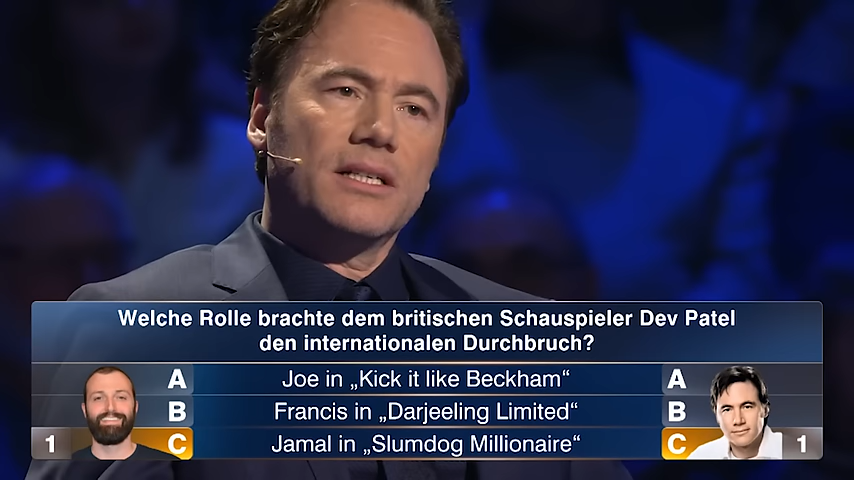 Welche Rolle brachte dem britischen Schauspieler Dev Patel
den internationalen Durchbruch?
A Joe in „Kick it like Beckham“ A
B Francis in „Darjeeling Limited“ B
1 C Jamal in „Slumdog Millionaire“ C 1